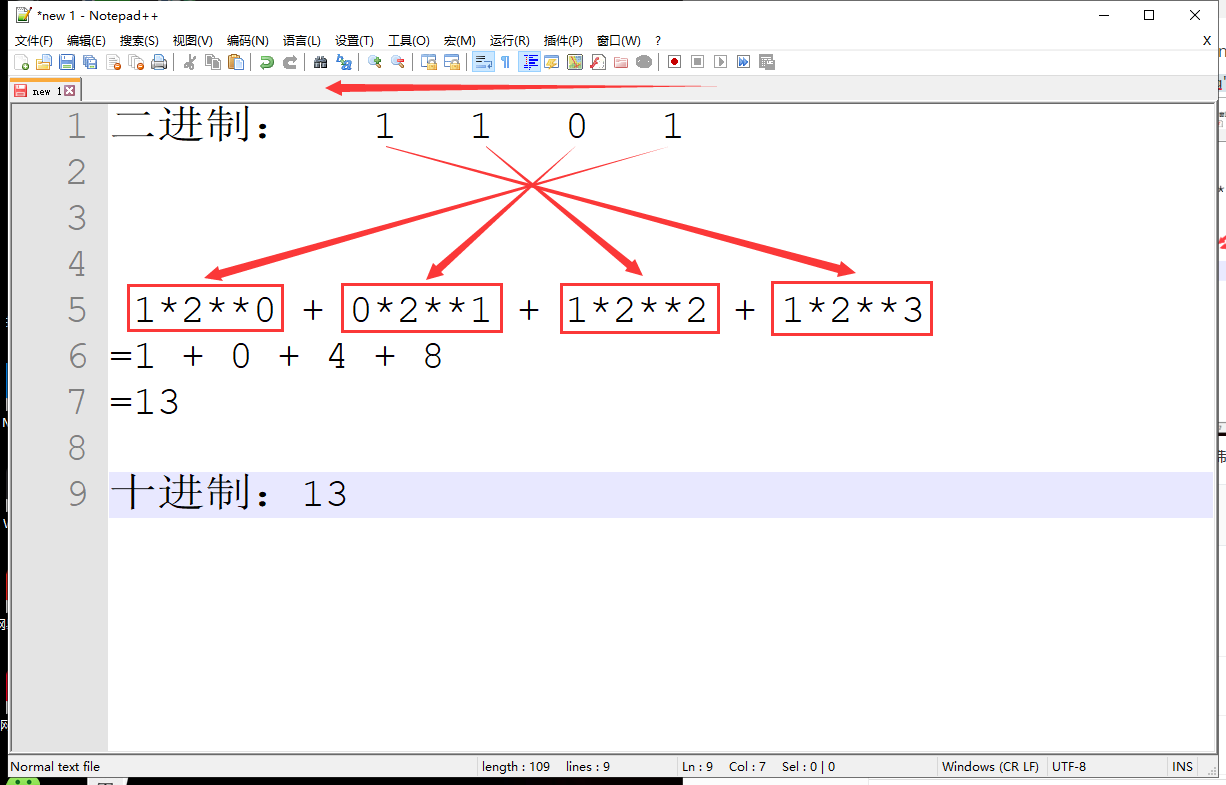 *new 1 - Notepad++
文件(F) 编辑(E) 搜索(S) 视图(V) 编码(N) 语言(L) 设置(T) 工具(O) 宏(M) 运行(R) 插件(P) 窗口(W) ? X
new 1
1 二进制： 1 1 0 1
2
3
4
5 1*2**0 + 0*2**1 + 1*2**2 + 1*2**3
6 =1 + 0 + 4 + 8
7 =13
8
9 十进制：13
Normal text file length : 109 lines : 9 Ln : 9 Col : 7 Sel : 0 | 0 Windows (CR LF) UTF-8 INS